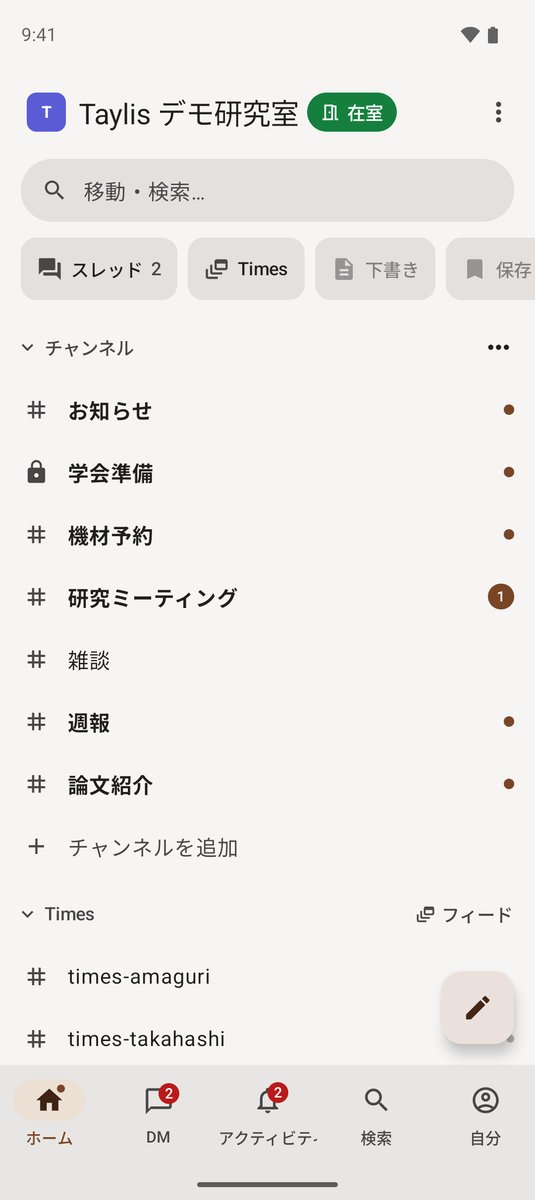 9:41
T Taylis デモ研究室 在室
移動・検索…
スレッド 2 Times 下書き 保存
チャンネル
お知らせ
学会準備
機材予約
研究ミーティング 1
雑談
週報
論文紹介
チャンネルを追加
Times フィード
times-amaguri
times-takahashi
2 2
ホーム DM アクティビティ 検索 自分